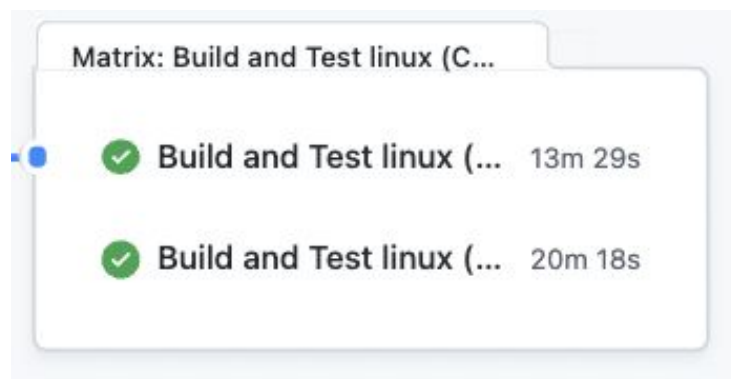 Matrix: Build and Test linux (C...
Build and Test linux (... 13m 29s
Build and Test linux (... 20m 18s